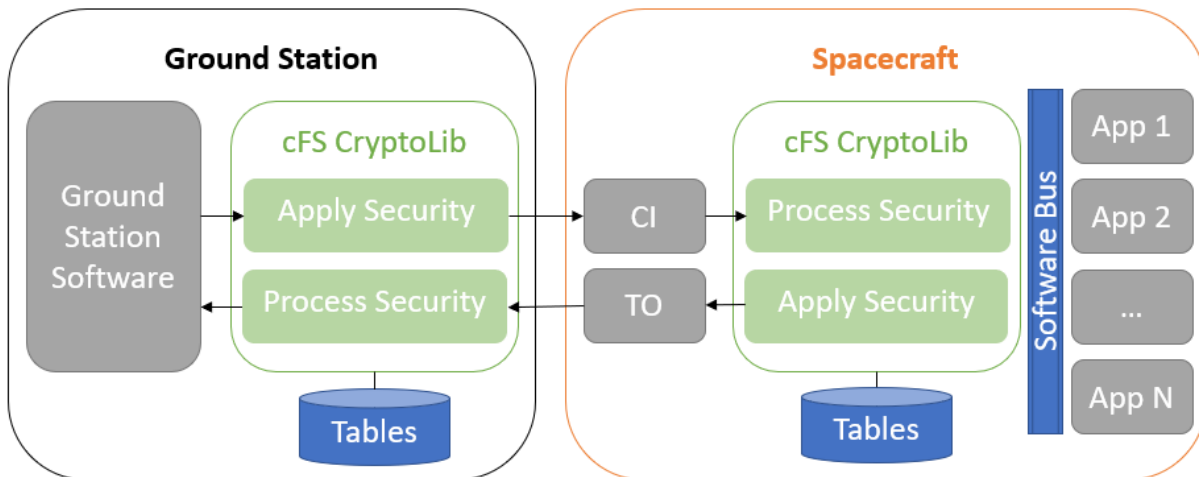 Ground Station
Ground
Station
Software
cFS CryptoLib
Apply Security
Process Security
Tables
Spacecraft
CI
TO
cFS CryptoLib
Process Security
Apply Security
Tables
Software Bus
App 1
App 2
...
App N